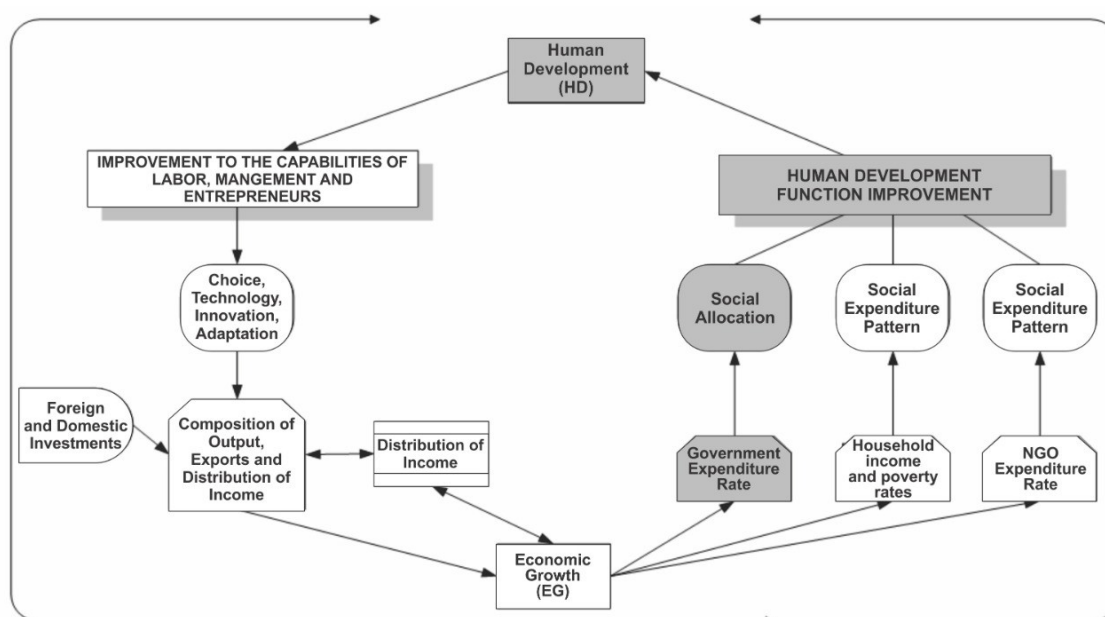 Human
Development
(HD)
IMPROVEMENT TO THE CAPABILITIES OF
LABOR, MANGEMENT AND
ENTREPRENEURS
HUMAN DEVELOPMENT
FUNCTION IMPROVEMENT
Choice,
Technology,
Innovation,
Adaptation
Social
Allocation
Social
Expenditure
Pattern
Social
Expenditure
Pattern
Foreign
and Domestic
Investments
Composition of
Output,
Exports and
Distribution of
Income
Distribution of
Income
Government
Expenditure
Rate
Household
income
and poverty
rates
NGO
Expenditure
Rate
Economic
Growth
(EG)